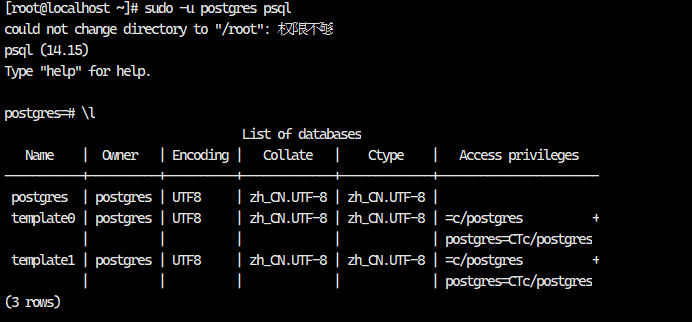 [root@localhost ~]# sudo -u postgres psql
could not change directory to "/root": 权限不够
psql (14.15)
Type "help" for help.

postgres=# \l
                                  List of databases
   Name    |  Owner   | Encoding |   Collate   |    Ctype    |   Access privileges
-----------+----------+----------+-------------+-------------+-----------------------
 postgres  | postgres | UTF8     | zh_CN.UTF-8 | zh_CN.UTF-8 |
 template0 | postgres | UTF8     | zh_CN.UTF-8 | zh_CN.UTF-8 | =c/postgres          +
           |          |          |             |             | postgres=CTc/postgres
 template1 | postgres | UTF8     | zh_CN.UTF-8 | zh_CN.UTF-8 | =c/postgres          +
           |          |          |             |             | postgres=CTc/postgres
(3 rows)